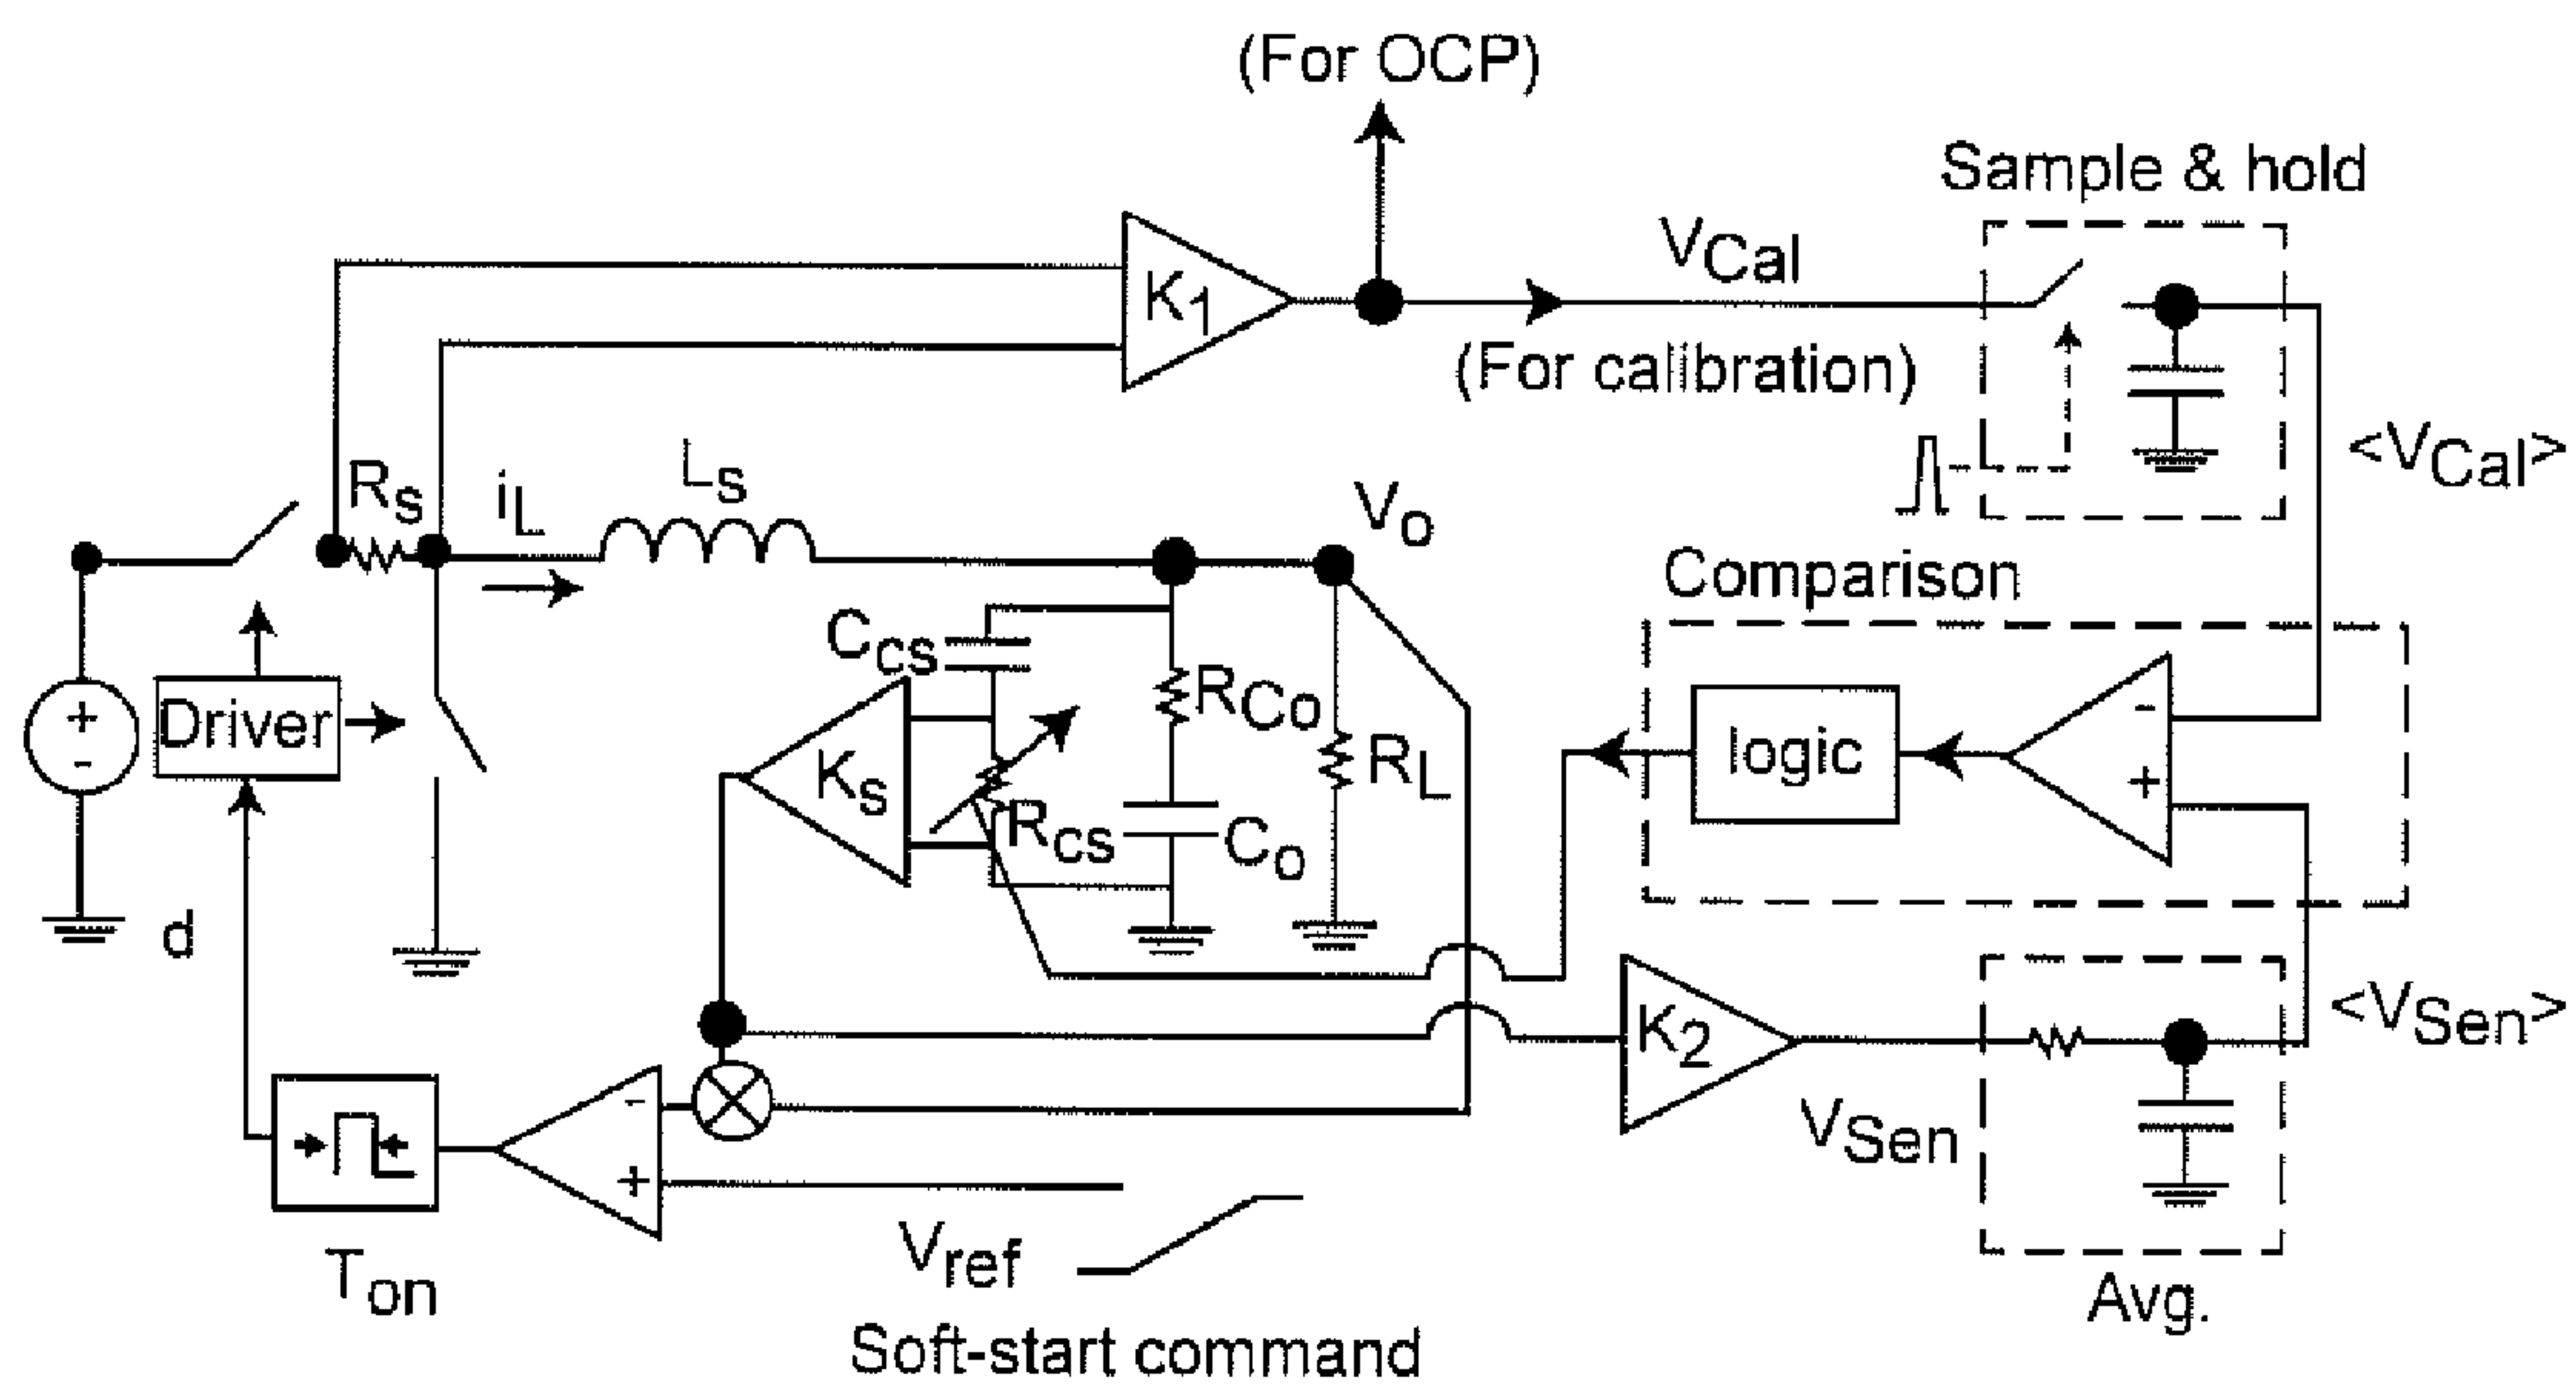 (For OCP)
Sample & hold
VCal
K1
(For calibration)
<VCal>
Rs
iL
Ls
Vo
Comparison
Ccs
RCo
+
-
Driver
Ks
RL
logic
-
+
Rcs
Co
d
K2
<VSen>
-
+
VSen
Ton
Vref
Avg.
Soft-start command